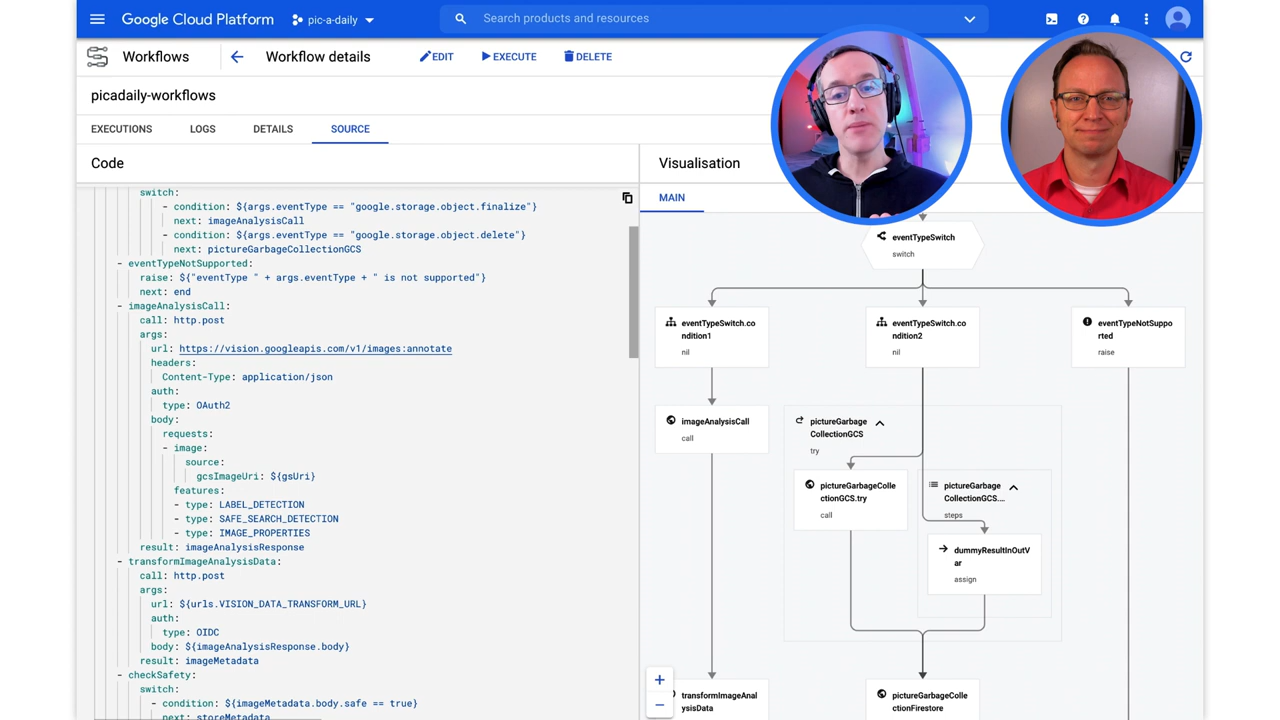 Google Cloud Platform
pic-a-daily
Search products and resources
Workflows
Workflow details
EDIT
EXECUTE
DELETE
picadaily-workflows
EXECUTIONS
LOGS
DETAILS
SOURCE
Code
switch:
- condition: ${args.eventType == "google.storage.object.finalize"}
next: imageAnalysisCall
- condition: ${args.eventType == "google.storage.object.delete"}
next: pictureGarbageCollectionGCS
- eventTypeNotSupported:
raise: ${"eventType " + args.eventType + " is not supported"}
next: end
- imageAnalysisCall:
call: http.post
args:
url: https://vision.googleapis.com/v1/images:annotate
headers:
Content-Type: application/json
auth:
type: OAuth2
body:
requests:
- image:
source:
gcsImageUri: ${gsUri}
features:
- type: LABEL_DETECTION
- type: SAFE_SEARCH_DETECTION
- type: IMAGE_PROPERTIES
result: imageAnalysisResponse
- transformImageAnalysisData:
call: http.post
args:
url: ${urls.VISION_DATA_TRANSFORM_URL}
auth:
type: OIDC
body: ${imageAnalysisResponse.body}
result: imageMetadata
- checkSafety:
switch:
- condition: ${imageMetadata.body.safe == true}
next: storeMetadata
Visualisation
MAIN
eventTypeSwitch
switch
eventTypeSwitch.co
ndition1
nil
eventTypeSwitch.co
ndition2
nil
eventTypeNotSuppo
rted
raise
imageAnalysisCall
call
pictureGarbage
CollectionGCS
try
pictureGarbageColle
ctionGCS.try
call
pictureGarbage
CollectionGCS....
steps
dummyResultInOutV
ar
assign
transformImageAnal
ysisData
pictureGarbageColle
ctionFirestore